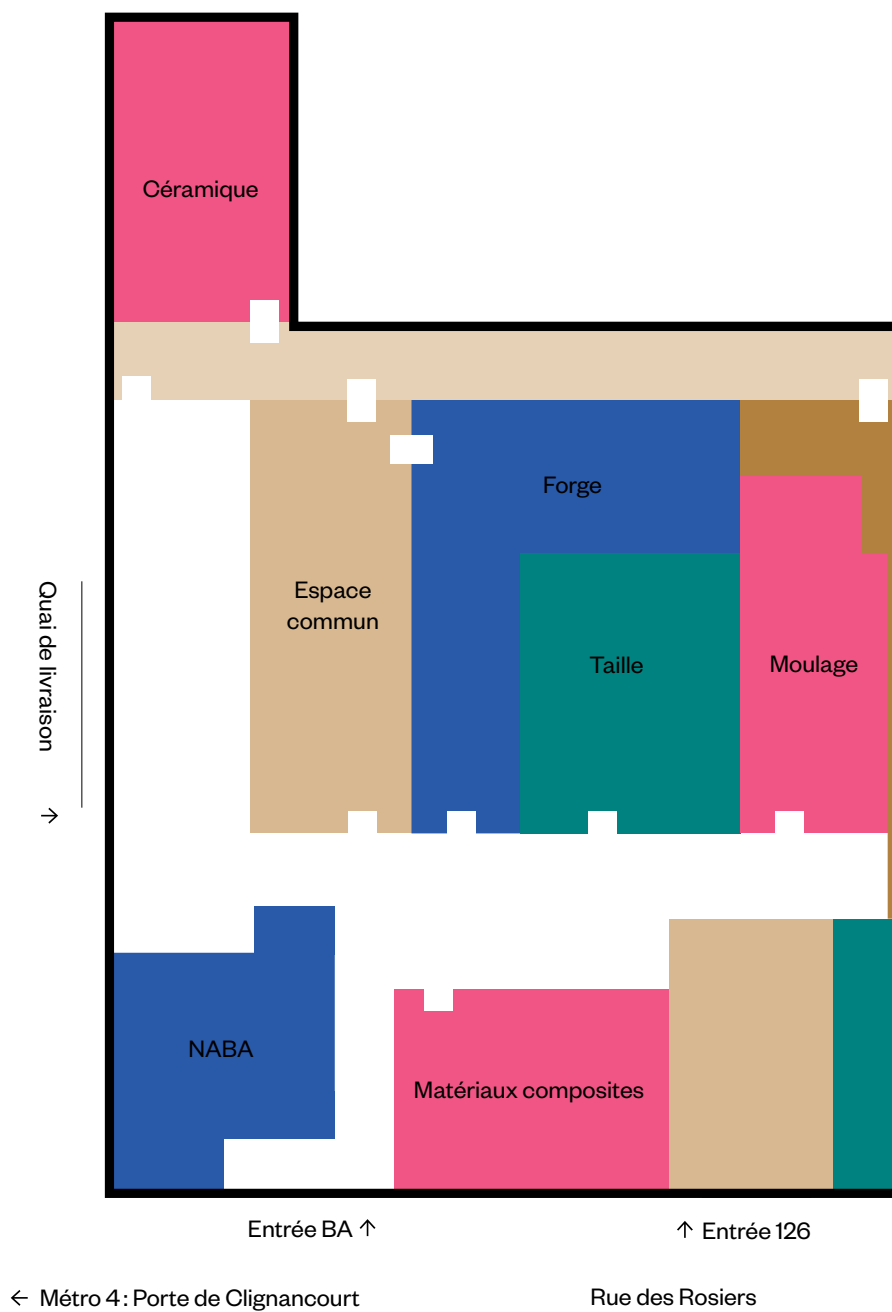 Céramique
Forge
Espace
commun
Taille
Moulage
Quai de livraison →
NABA
Matériaux composites
Entrée BA ↑
↑ Entrée 126
← Métro 4 : Porte de Clignancourt
Rue des Rosiers